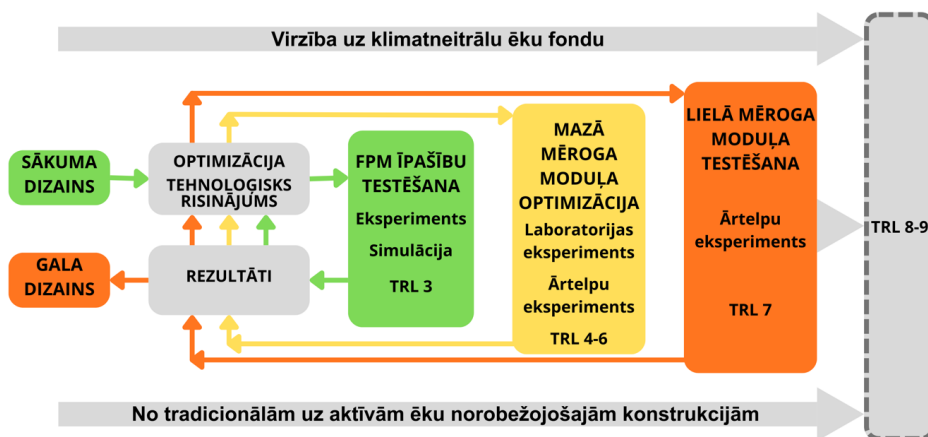 Virzība uz klimatneitrālu ēku fondu
SĀKUMA
DIZAINS
OPTIMIZĀCIJA
TEHNOLOĢISKS
RISINĀJUMS
FPM ĪPAŠĪBU
TESTĒŠANA
Eksperiments
Simulācija
TRL 3
MAZĀ
MĒROGA
MODUĻA
OPTIMIZĀCIJA
Laboratorijas
eksperiments
Ārtelpu
eksperiments
TRL 4-6
LIELĀ MĒROGA
MODUĻA
TESTĒŠANA
Ārtelpu
eksperiments
TRL 7
TRL 8-9
GALA
DIZAINS
REZULTĀTI
No tradicionālām uz aktīvām ēku norobežojošajām konstrukcijām